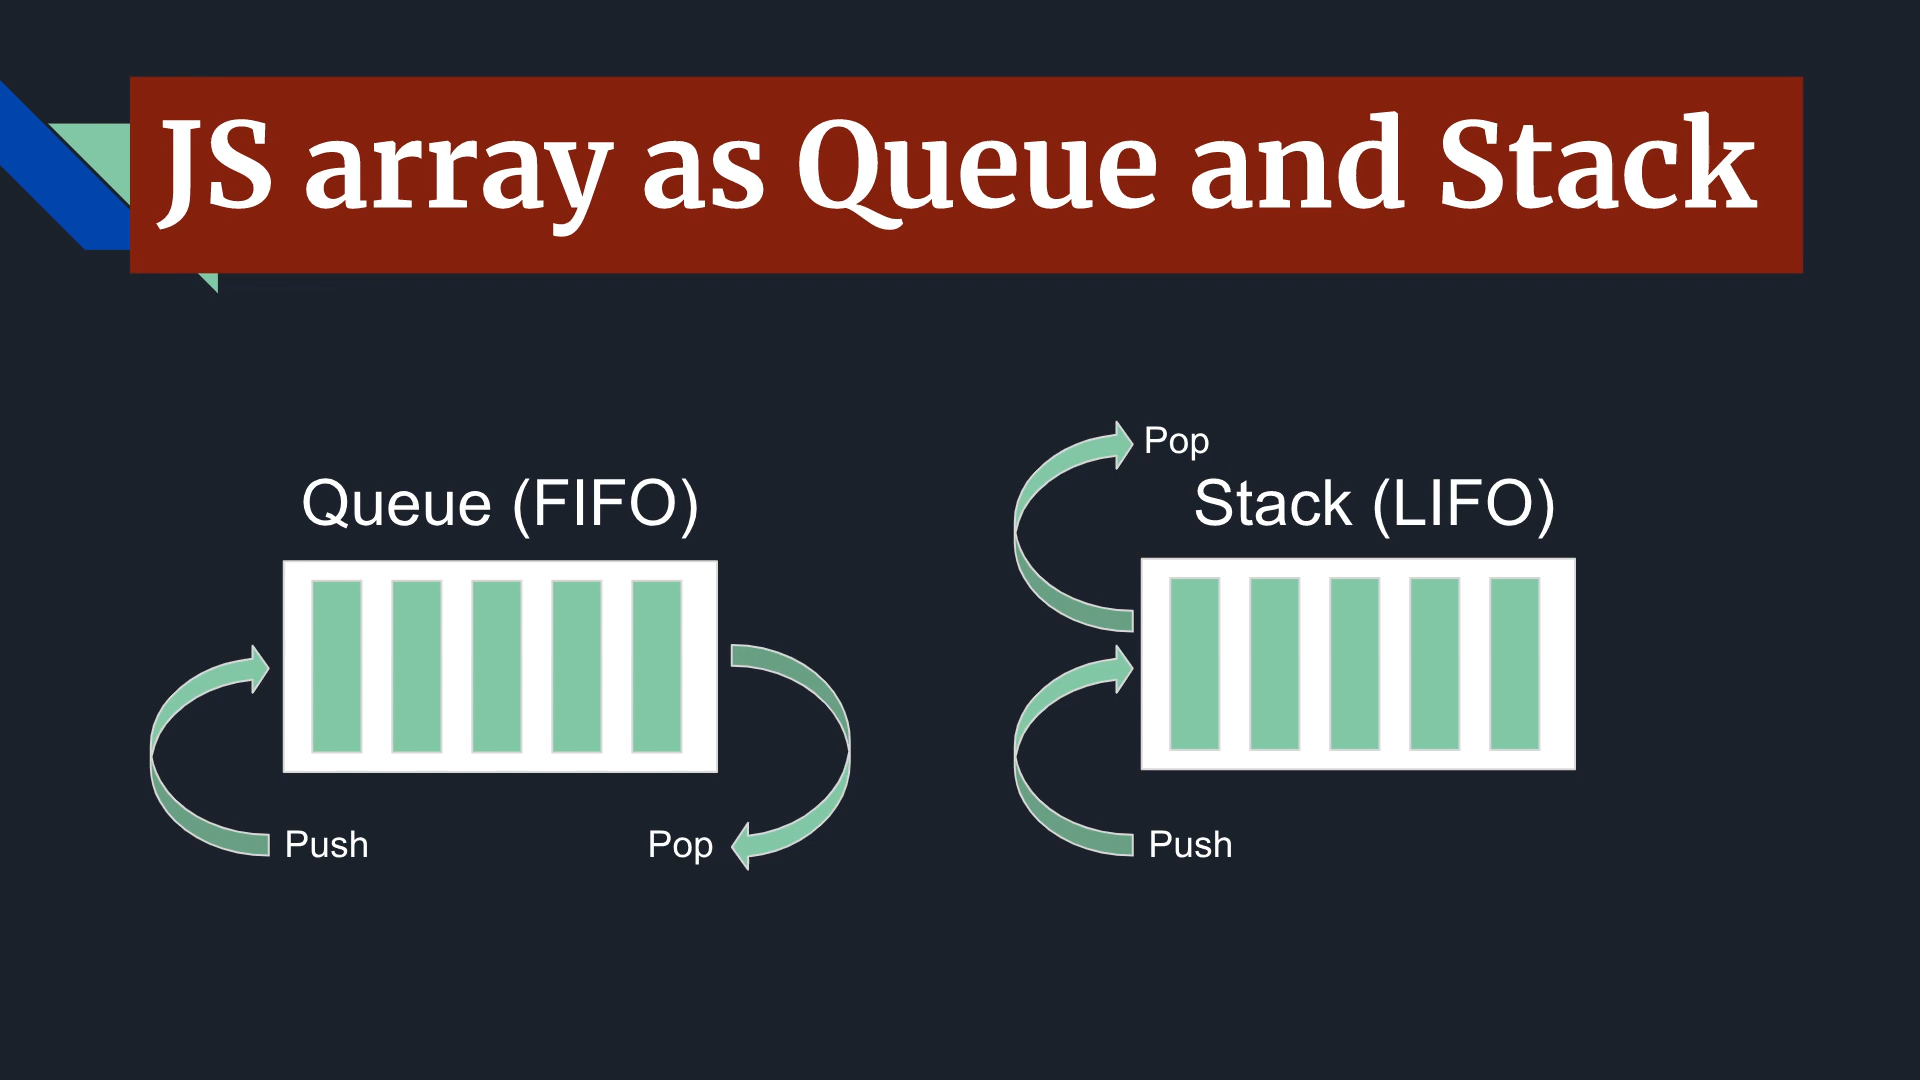 JS array as Queue and Stack
Queue (FIFO)
Push
Pop
Pop
Stack (LIFO)
Push